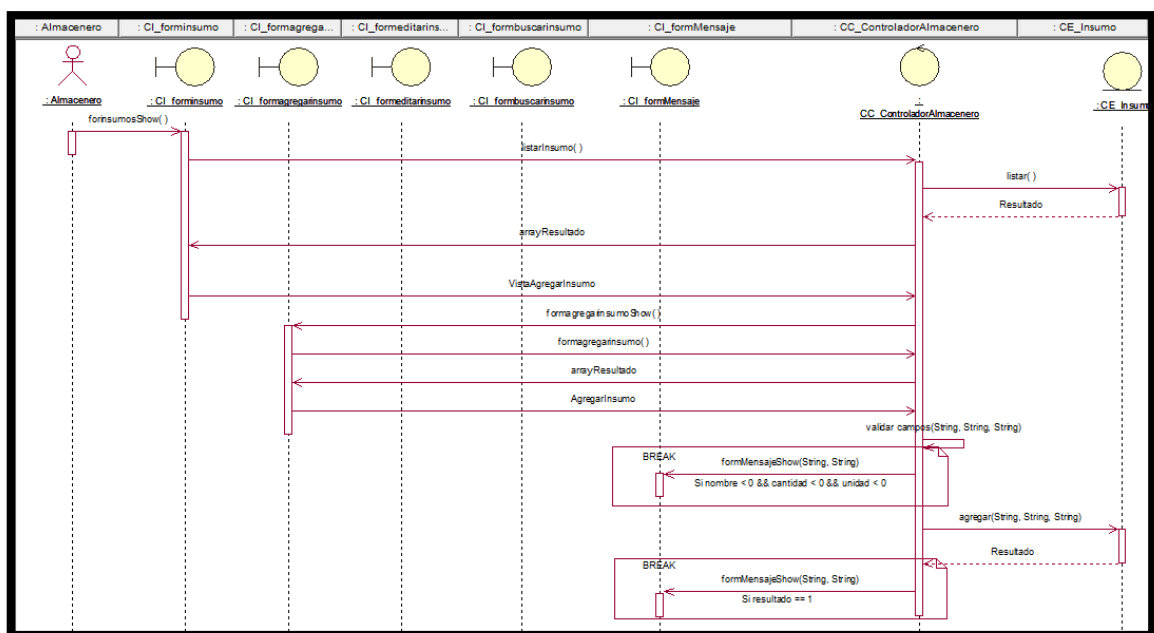 : Almacenero
: CI_forminsumo
: CI_formagrega...
: CI_formeditarins...
: CI_formbuscarinsumo
: CI_formMensaje
: CC_ControladorAlmacenero
: CE_Insumo
: Almacenero
: CI_forminsumo
: CI_formagregarinsumo
: CI_formeditarinsumo
: CI_formbuscarinsumo
: CI_formMensaje
:
CC_ControladorAlmacenero
:CE_Insum
forinsumosShow( )
listarInsumo( )
listar( )
Resultado
arrayResultado
VistaAgregarInsumo
formagregarinsumoShow( )
formagregarinsumo( )
arrayResultado
AgregarInsumo
validar campos(String, String, String)
BREAK
formMensajeShow(String, String)
Si nombre < 0 && cantidad < 0 && unidad < 0
agregar(String, String, String)
Resultado
BREAK
formMensajeShow(String, String)
Si resultado == 1